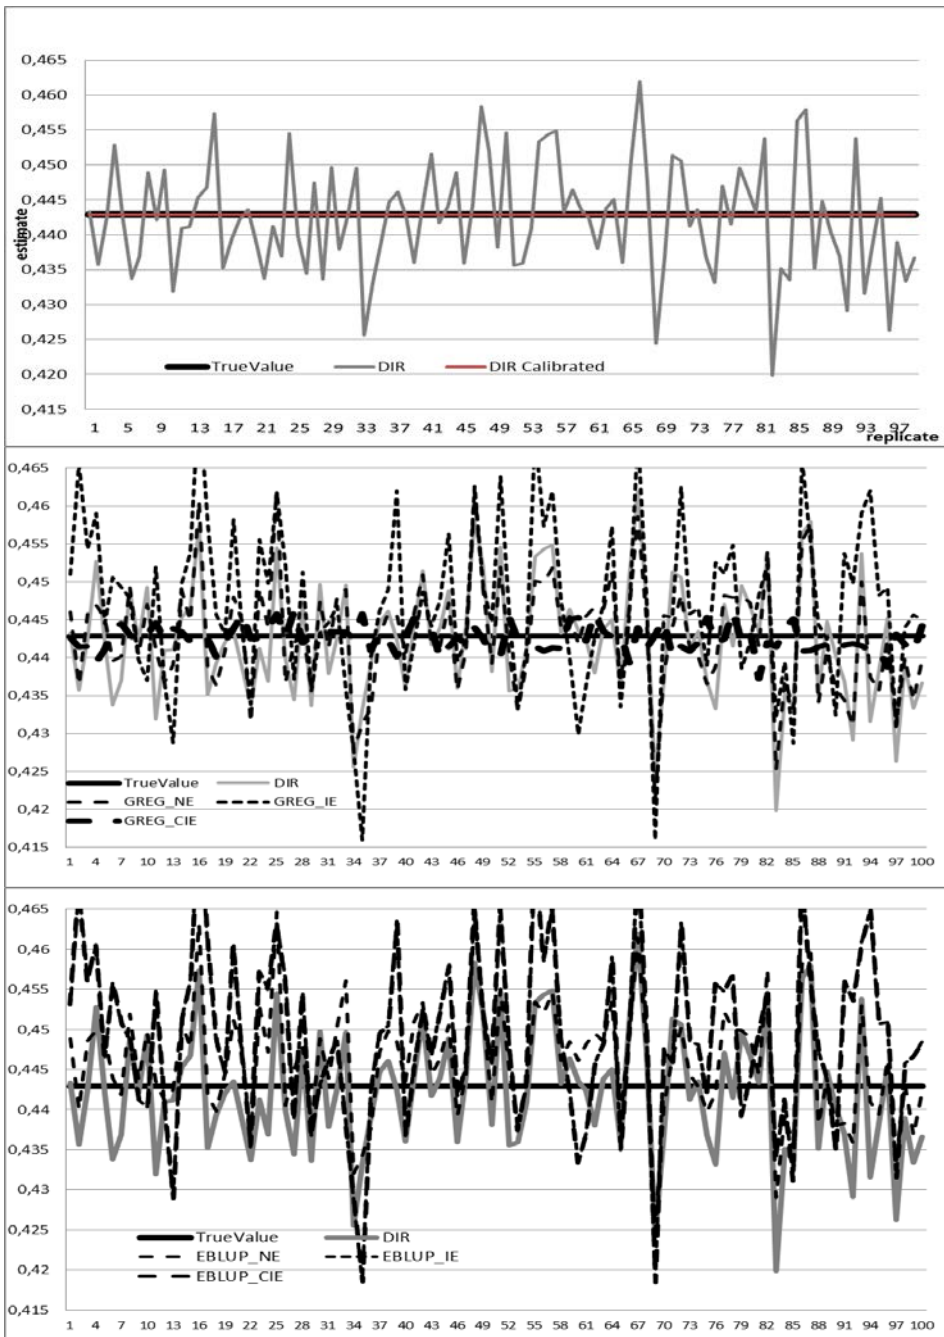 0,465
0,460
0,455
0,450
0,445
0,440
0,435
0,430
0,425
0,420
0,415
estimate
TrueValue DIR DIR Calibrated
1 5 9 13 17 21 25 29 33 37 41 45 49 53 57 61 65 69 73 77 81 85 89 93 97
replicate
0,465
0,46
0,455
0,45
0,445
0,44
0,435
0,43
0,425
0,42
0,415
TrueValue DIR
GREG_NE GREG_IE
GREG_CIE
1 4 7 10 13 16 19 22 25 28 31 34 37 40 43 46 49 52 55 58 61 64 67 70 73 76 79 82 85 88 91 94 97 100
0,465
0,46
0,455
0,45
0,445
0,44
0,435
0,43
0,425
0,42
0,415
TrueValue DIR
EBLUP_NE EBLUP_IE
EBLUP_CIE
1 4 7 10 13 16 19 22 25 28 31 34 37 40 43 46 49 52 55 58 61 64 67 70 73 76 79 82 85 88 91 94 97 100